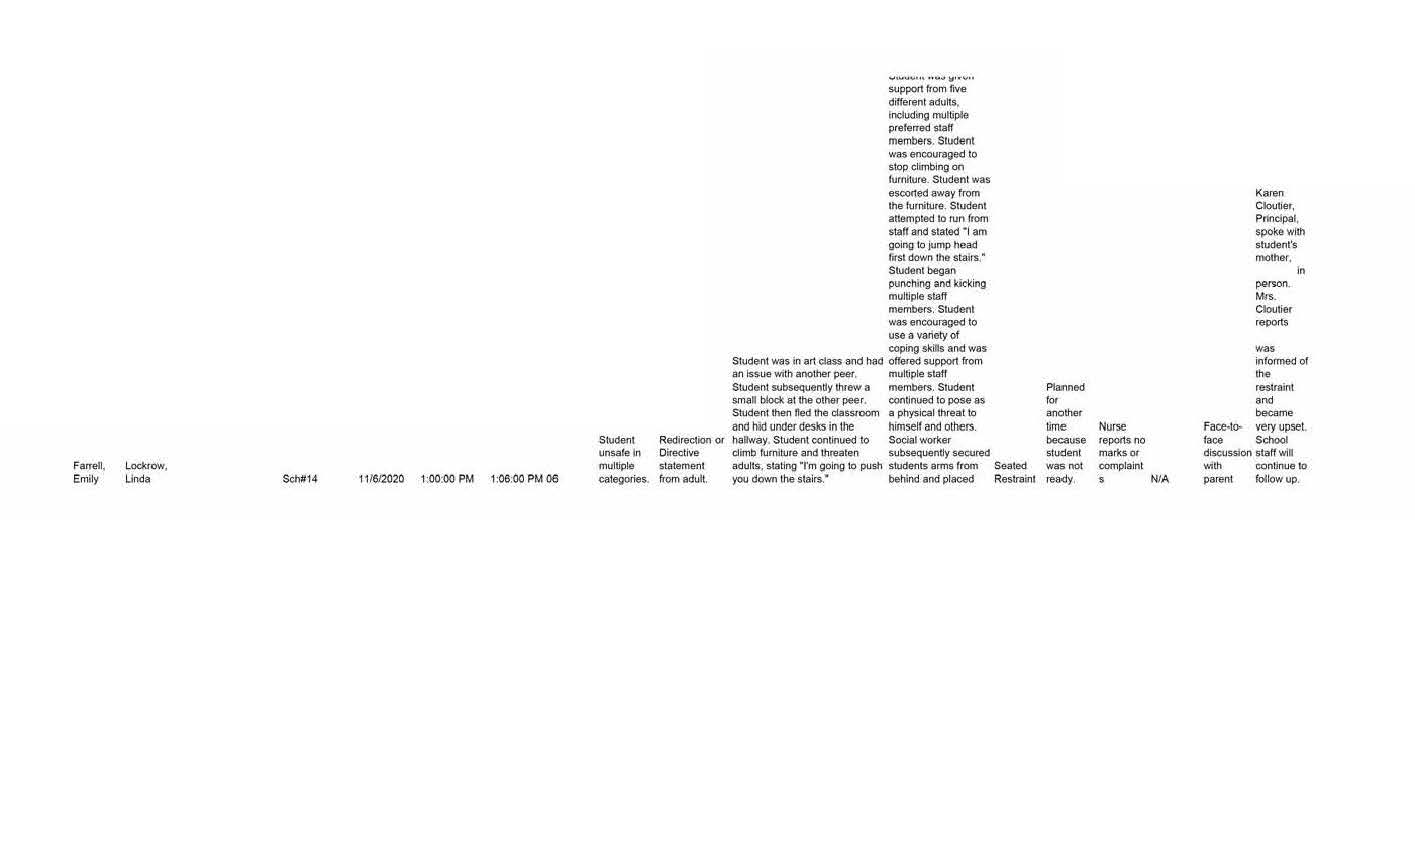 Farrell,
Emily
Lockrow,
Linda
Sch#14
11/6/2020
1:00:00 PM
1:06:00 PM 06
Student
unsafe in
multiple
categories.
Redirection or
Directive
statement
from adult.
Student was in art class and had
an issue with another peer.
Student subsequently threw a
small block at the other peer.
Student then fled the classroom
and hid under desks in the
hallway. Student continued to
climb furniture and threaten
adults, stating "I'm going to push
you down the stairs."
Student was given
support from five
different adults,
including multiple
preferred staff
members. Student
was encouraged to
stop climbing on
furniture. Student was
escorted away from
the furniture. Student
attempted to run from
staff and stated "I am
going to jump head
first down the stairs."
Student began
punching and kicking
multiple staff
members. Student
was encouraged to
use a variety of
coping skills and was
offered support from
multiple staff
members. Student
continued to pose as
a physical threat to
himself and others.
Social worker
subsequently secured
students arms from
behind and placed
Seated
Restraint
Planned
for
another
time
because
student
was not
ready.
Nurse
reports no
marks or
complaint
s
N/A
Face-to-
face
discussion
with
parent
Karen
Cloutier,
Principal,
spoke with
student's
mother,
in
person.
Mrs.
Cloutier
reports
was
informed of
the
restraint
and
became
very upset.
School
staff will
continue to
follow up.